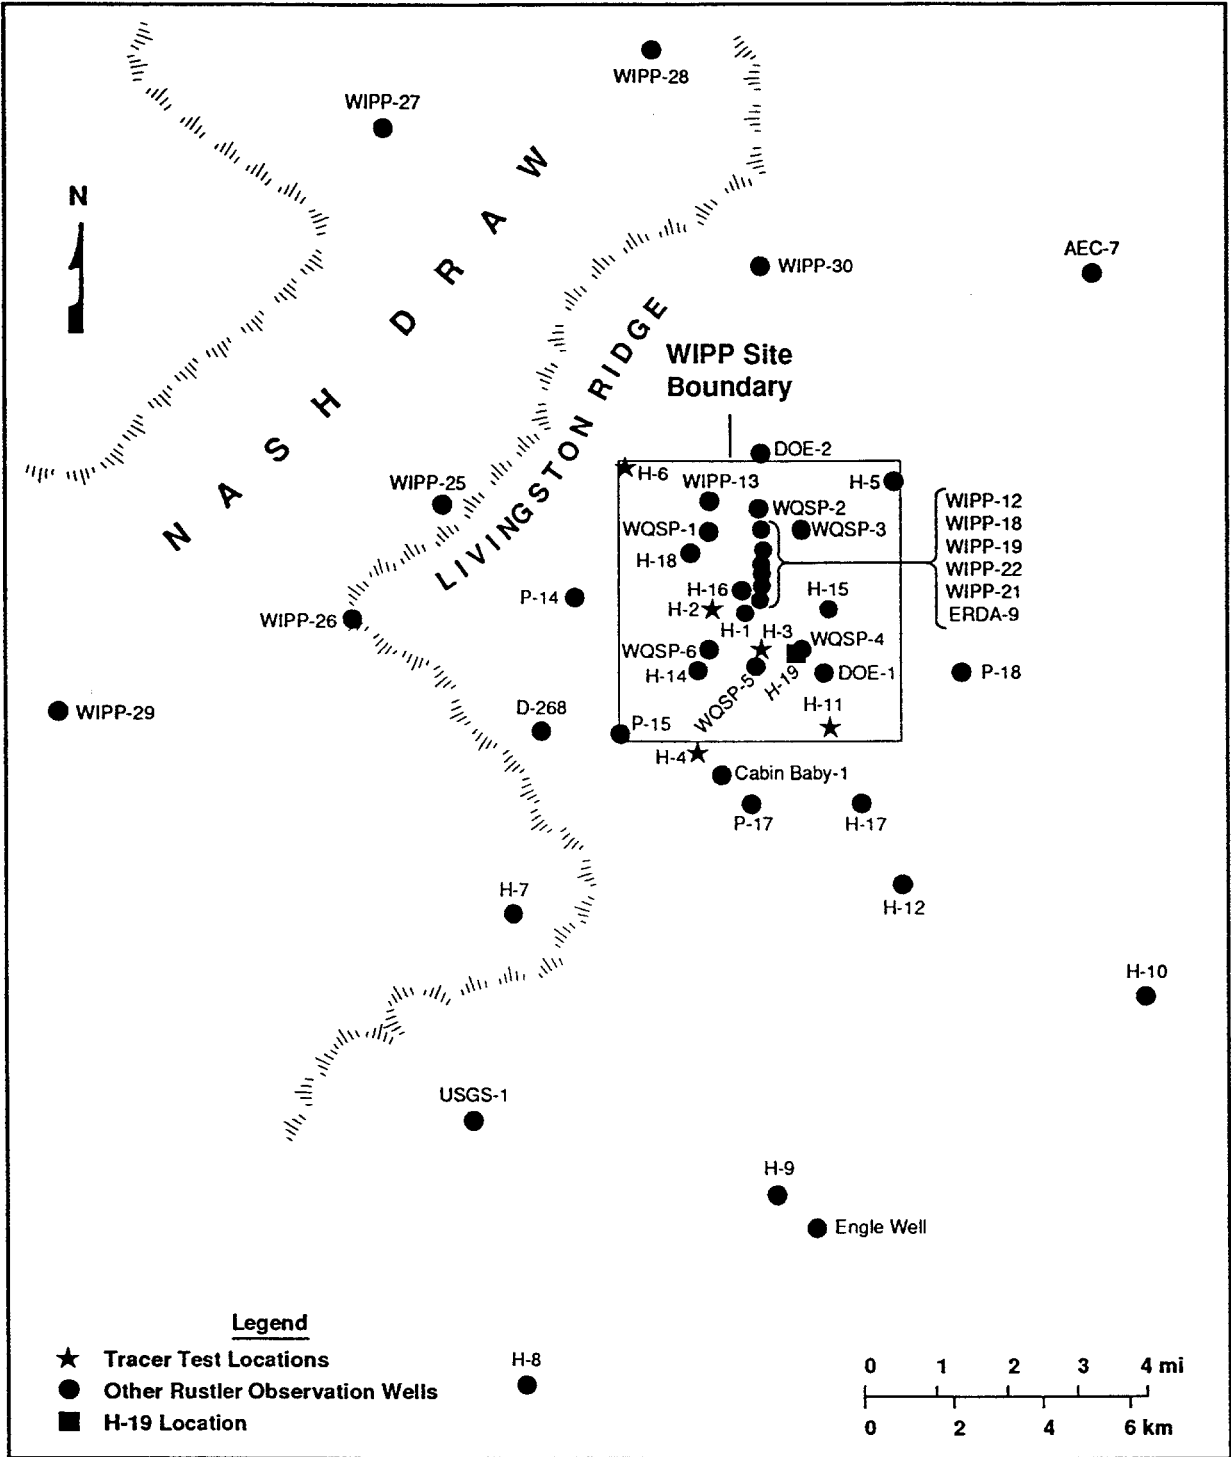 WIPP-28
WIPP-27
N
NASH DRAW
AEC-7
WIPP-30
LIVINGSTON RIDGE
WIPP Site
Boundary
DOE-2
H-6
WIPP-13
H-5
WIPP-25
WQSP-2
WIPP-12
WQSP-1
WQSP-3
WIPP-18
H-18
WIPP-19
WIPP-22
H-16
H-15
WIPP-21
P-14
H-2
ERDA-9
WIPP-26
H-1
H-3
WQSP-4
WQSP-6
H-14
WQSP-5
H-19
DOE-1
P-18
H-11
WIPP-29
D-268
P-15
H-4
Cabin Baby-1
P-17
H-17
H-7
H-12
H-10
USGS-1
H-9
Engle Well
Legend
Tracer Test Locations
Other Rustler Observation Wells
H-19 Location
H-8
0 1 2 3 4 mi
0 2 4 6 km